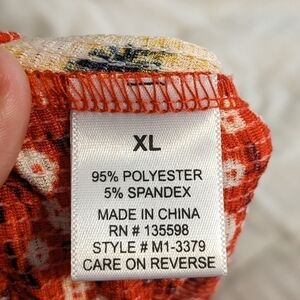 XL
95% POLYESTER
5% SPANDEX
MADE IN CHINA
RN # 135598
STYLE # M1-3379
CARE ON REVERSE